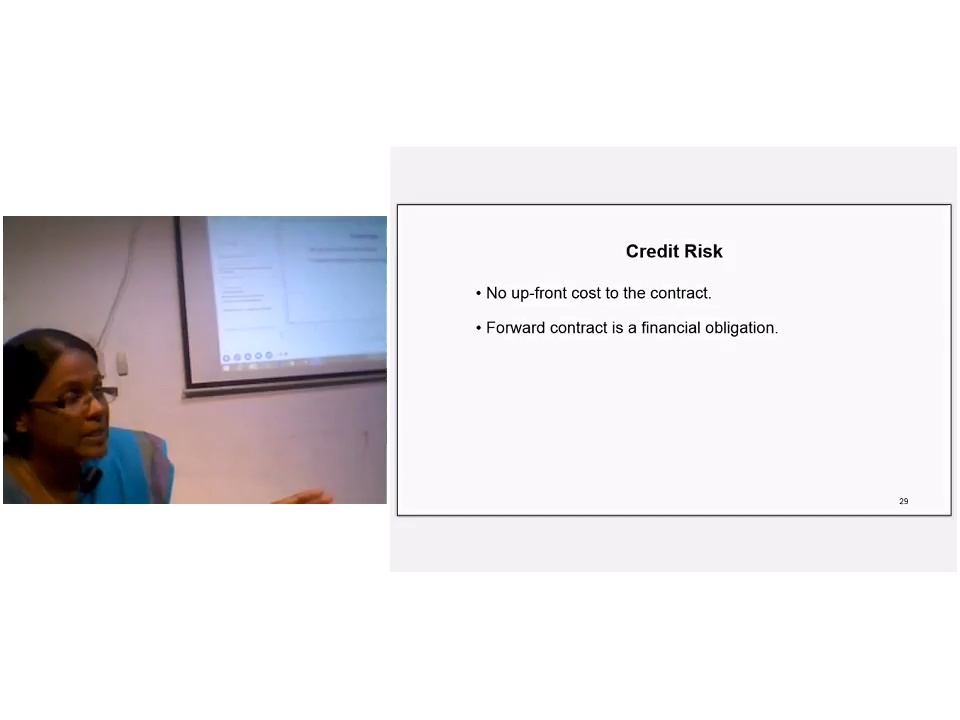 Credit Risk
• No up-front cost to the contract.
• Forward contract is a financial obligation.
29